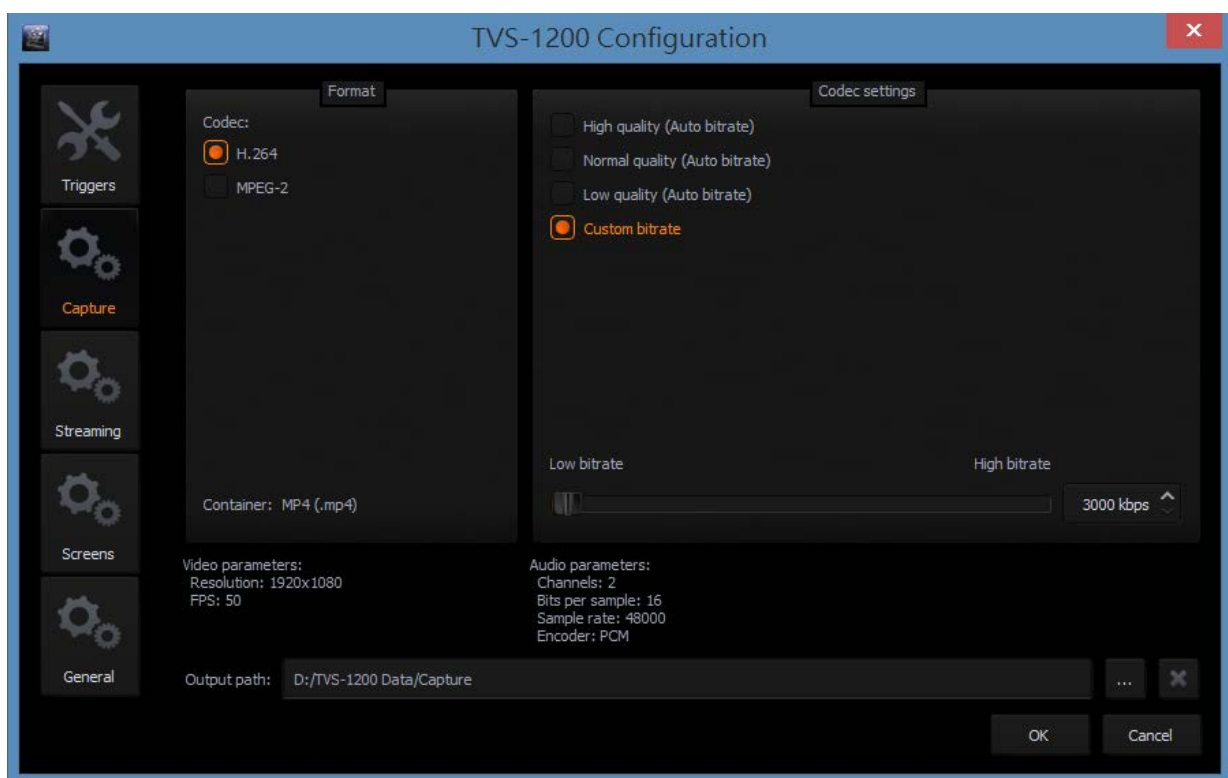 TVS-1200 Configuration
Triggers
Capture
Streaming
Screens
General
Format
Codec:
H.264
MPEG-2
Container: MP4 (.mp4)
Codec settings
High quality (Auto bitrate)
Normal quality (Auto bitrate)
Low quality (Auto bitrate)
Custom bitrate
Low bitrate
High bitrate
3000 kbps
Video parameters:
Resolution: 1920x1080
FPS: 50
Audio parameters:
Channels: 2
Bits per sample: 16
Sample rate: 48000
Encoder: PCM
Output path: D:/TVS-1200 Data/Capture
...
OK
Cancel